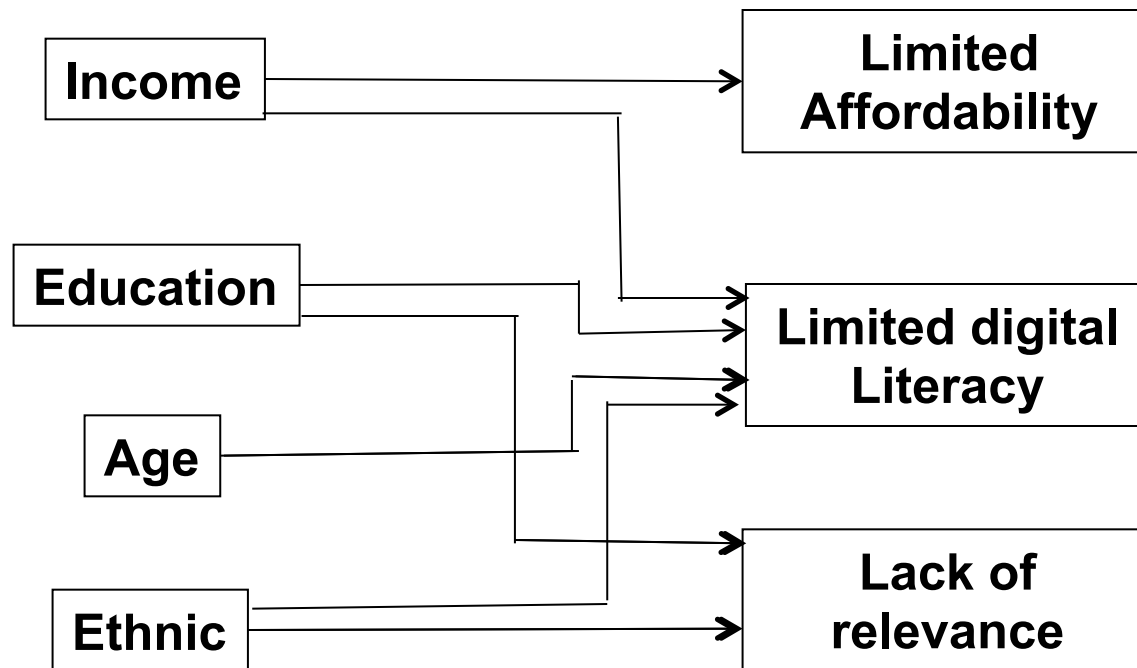 Income
Limited
Affordability
Education
Limited digital
Literacy
Age
Lack of
relevance
Ethnic